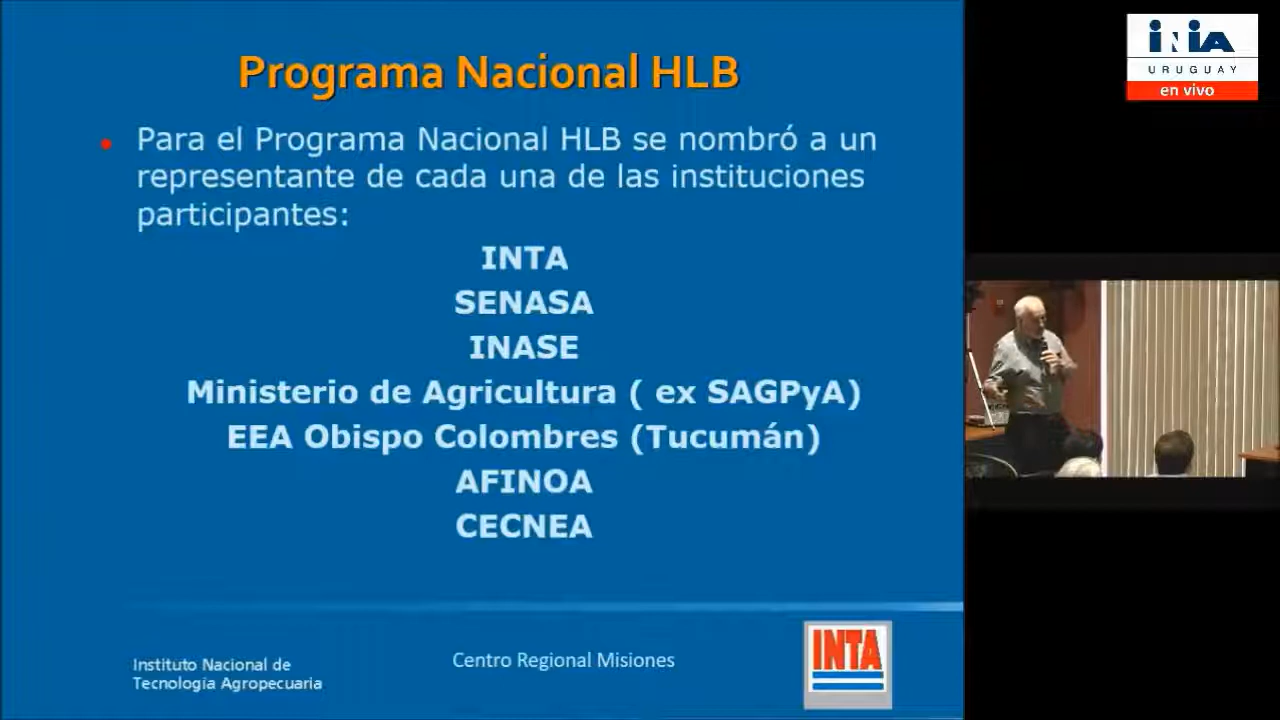 Programa Nacional HLB
Para el Programa Nacional HLB se nombró a un
representante de cada una de las instituciones
participantes:
INTA
SENASA
INASE
Ministerio de Agricultura ( ex SAGPyA)
EEA Obispo Colombres (Tucumán)
AFINOA
CECNEA
Instituto Nacional de
Tecnología Agropecuaria
Centro Regional Misiones
INTA
INIA
URUGUAY
en vivo